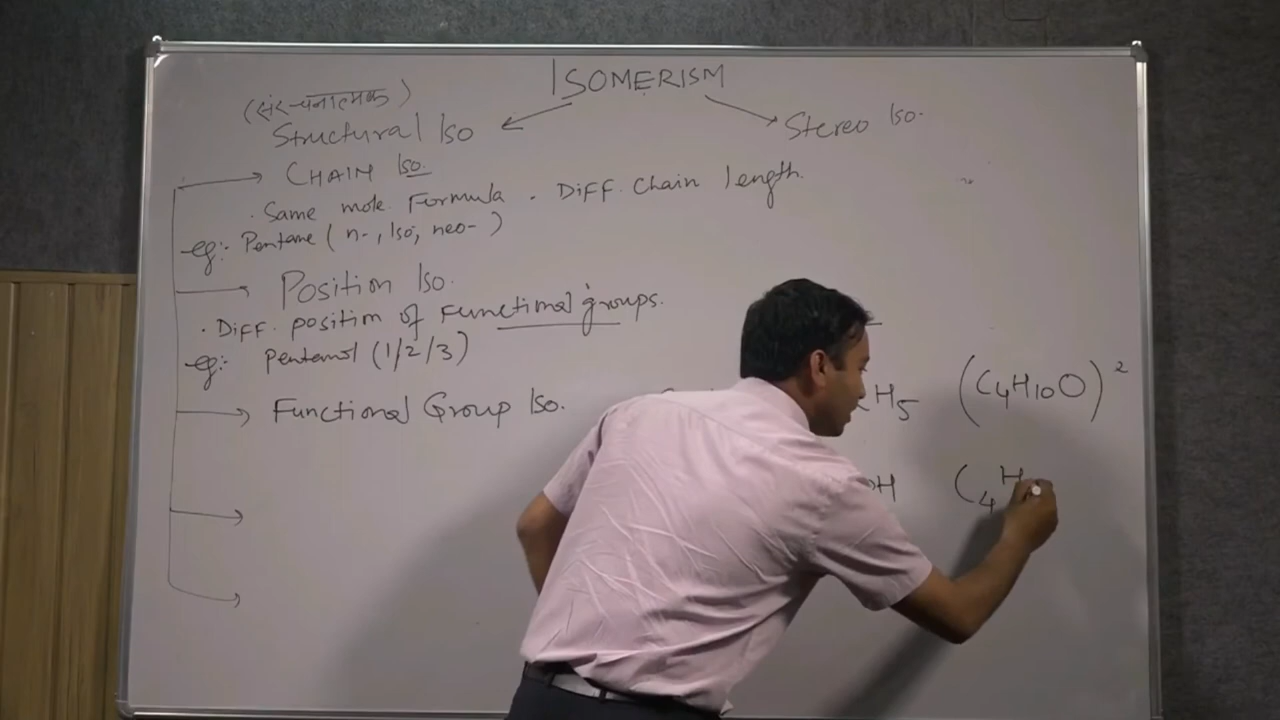 ISOMERISM
(संरचनात्मक)
Structural Iso
Stereo Iso.
CHAIN Iso.
· Same mole Formula . Diff. Chain length.
eg:- Pentane (n-, Iso, neo-)
Position Iso.
· Diff. position of Functional groups.
eg:- Pentanol (1/2/3)
Functional Group Iso.
H5 (C4H10O)²
OH C4H